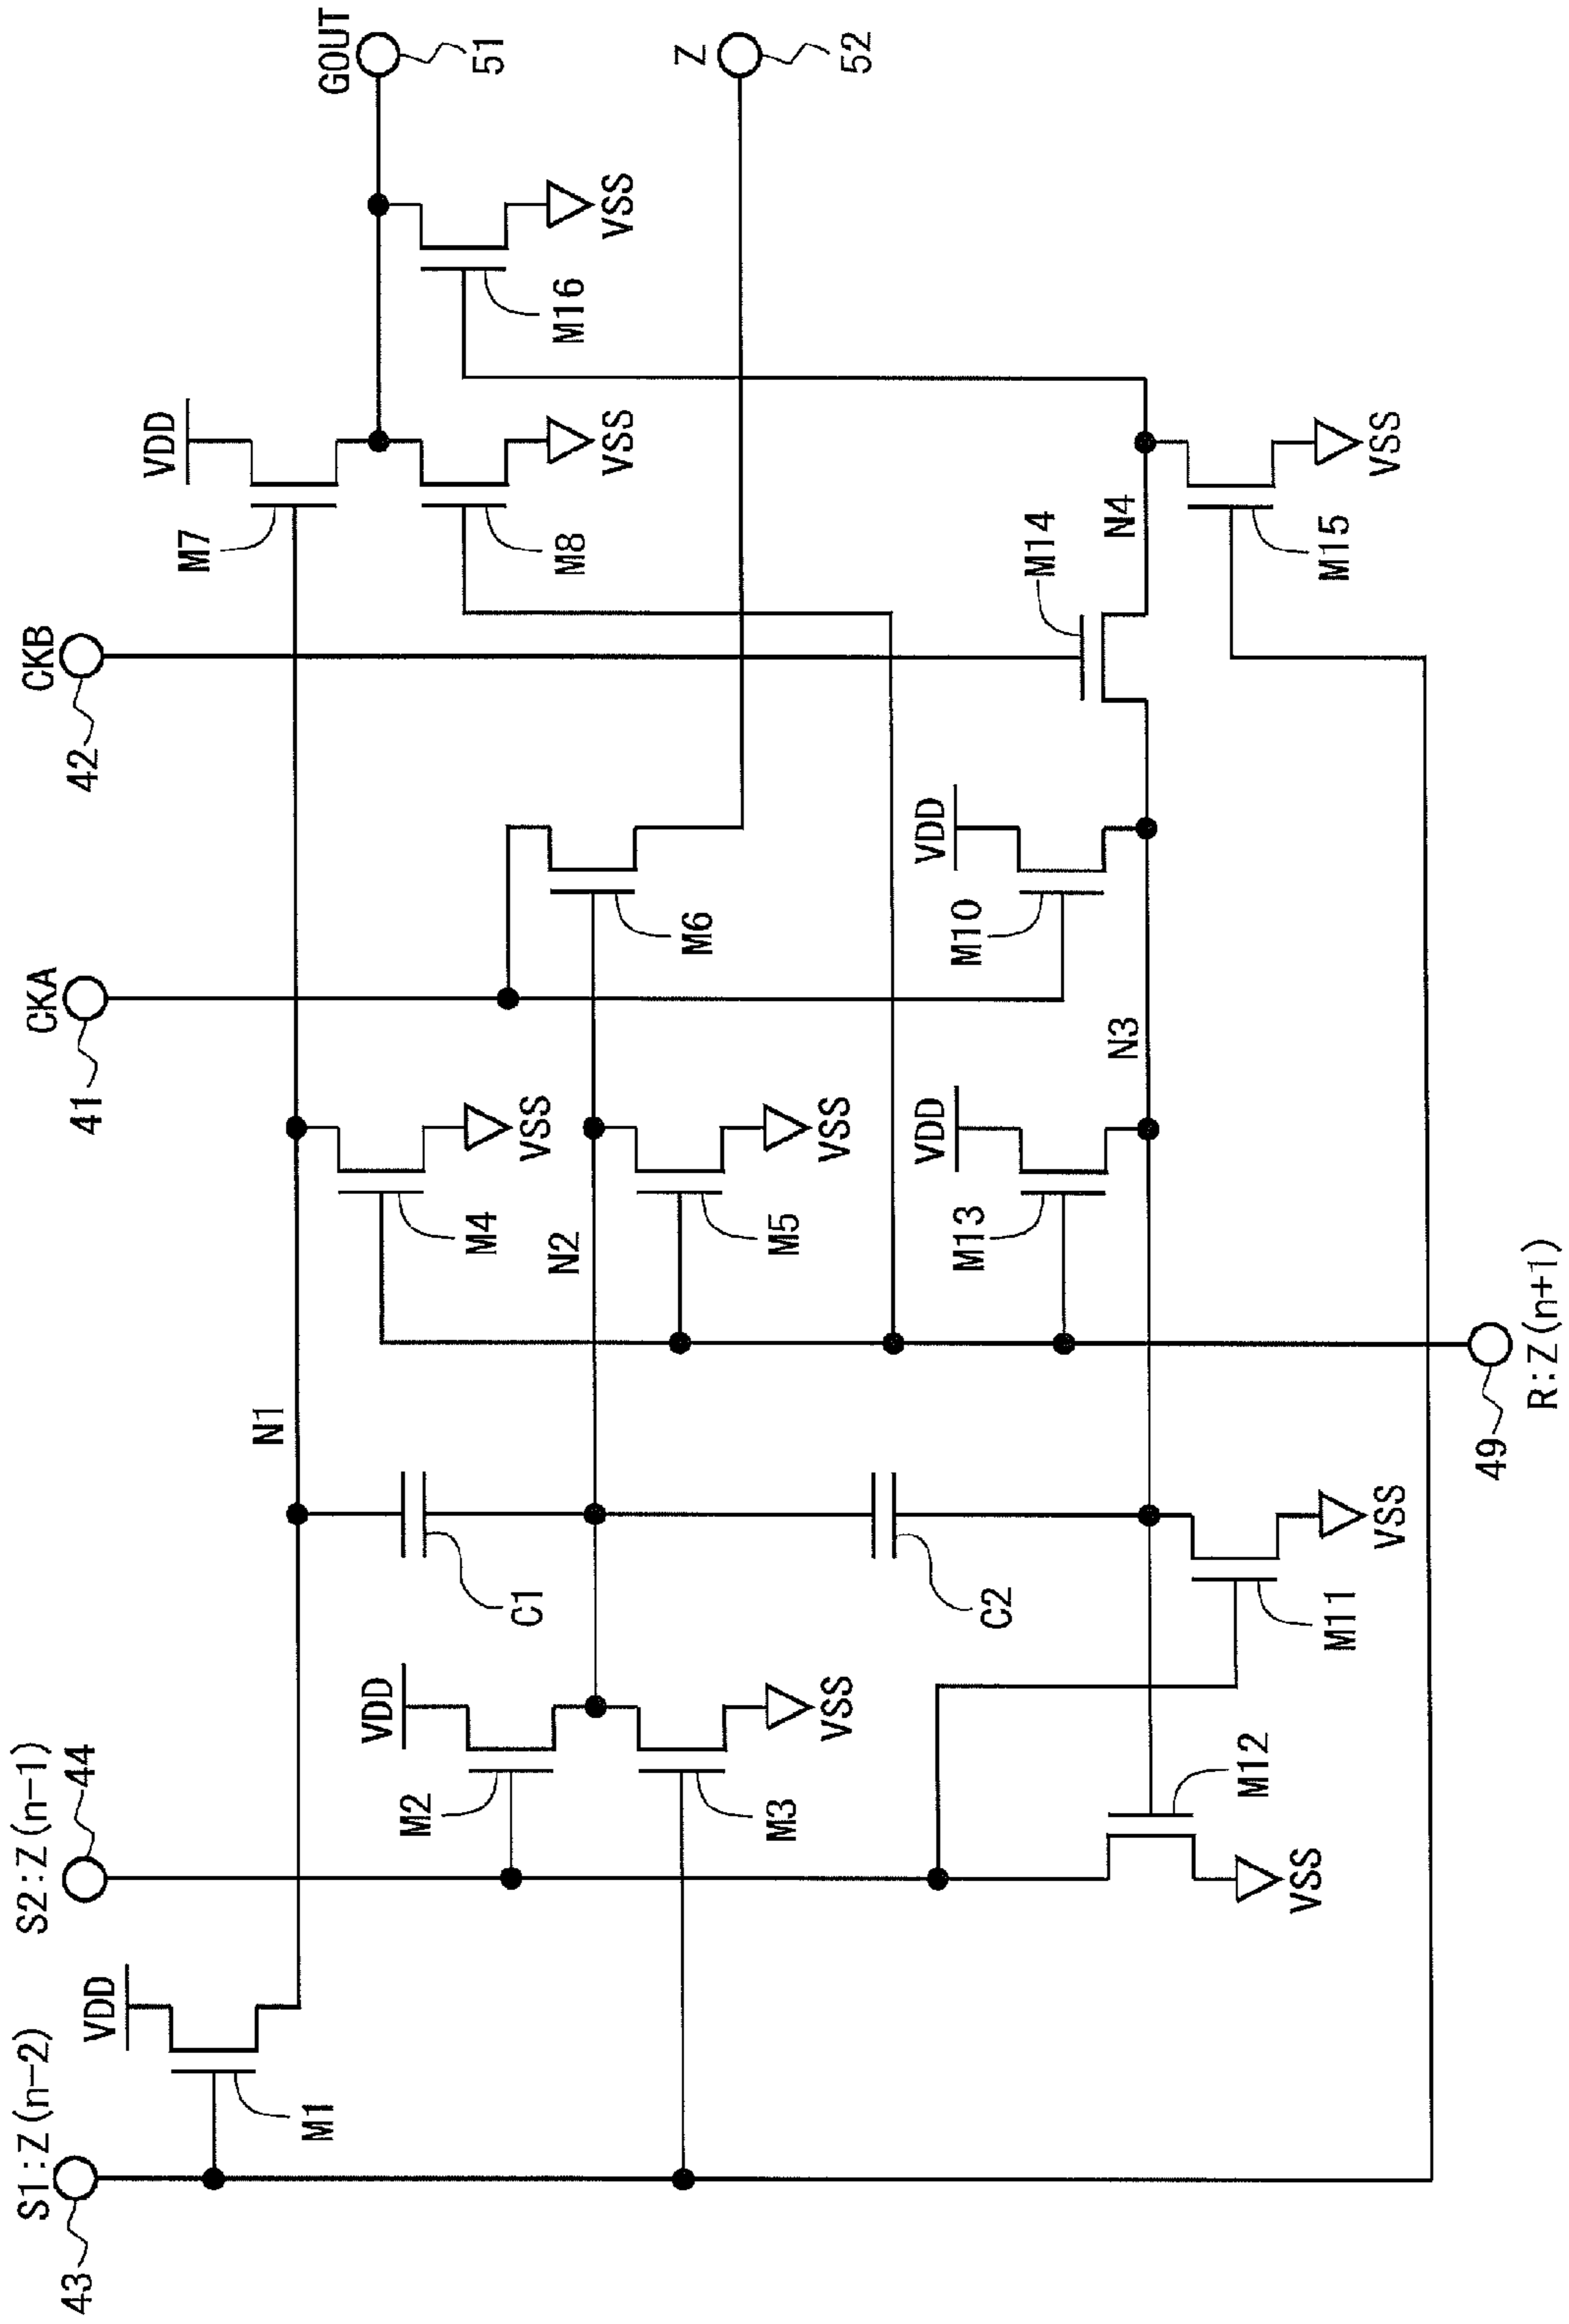 S1:Z(n-2)
43
S2:Z(n-1)
44
CKA
41
CKB
42
GOUT
51
Z
52
VDD
M1
N1
VDD
M7
VDD
M2
C1
M4
VSS
M8
VSS
M16
VSS
M3
VSS
N2
M5
VSS
M6
C2
VDD
M13
VDD
M10
M14
N3
N4
M12
VSS
M11
VSS
M15
VSS
49
R:Z(n+1)